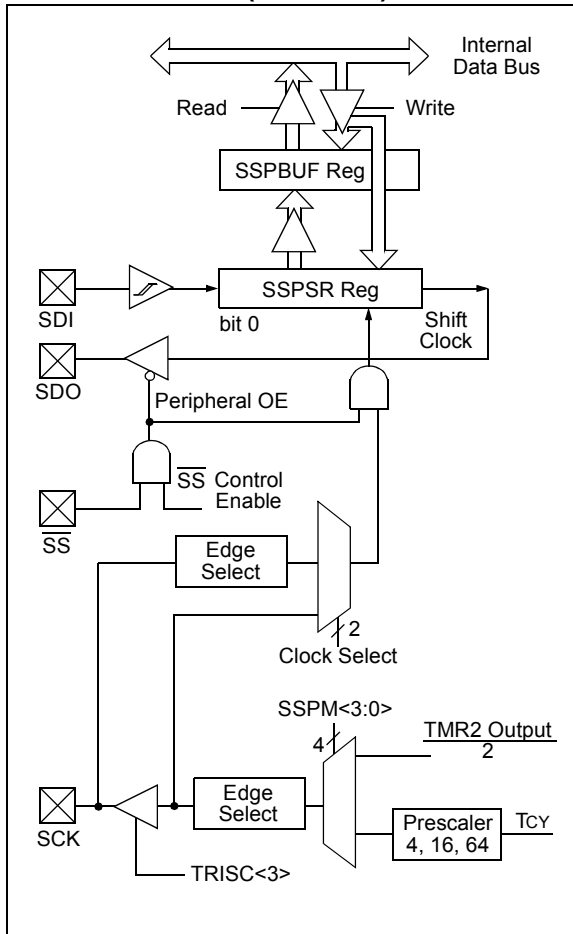 Internal
Data Bus
Read
Write
SSPBUF Reg
SSPSR Reg
SDI
bit 0
Shift
Clock
SDO
Peripheral OE
SS Control
Enable
SS
Edge
Select
2
Clock Select
SSPM<3:0>
4
TMR2 Output
2
Edge
Select
Prescaler
4, 16, 64
TCY
SCK
TRISC<3>